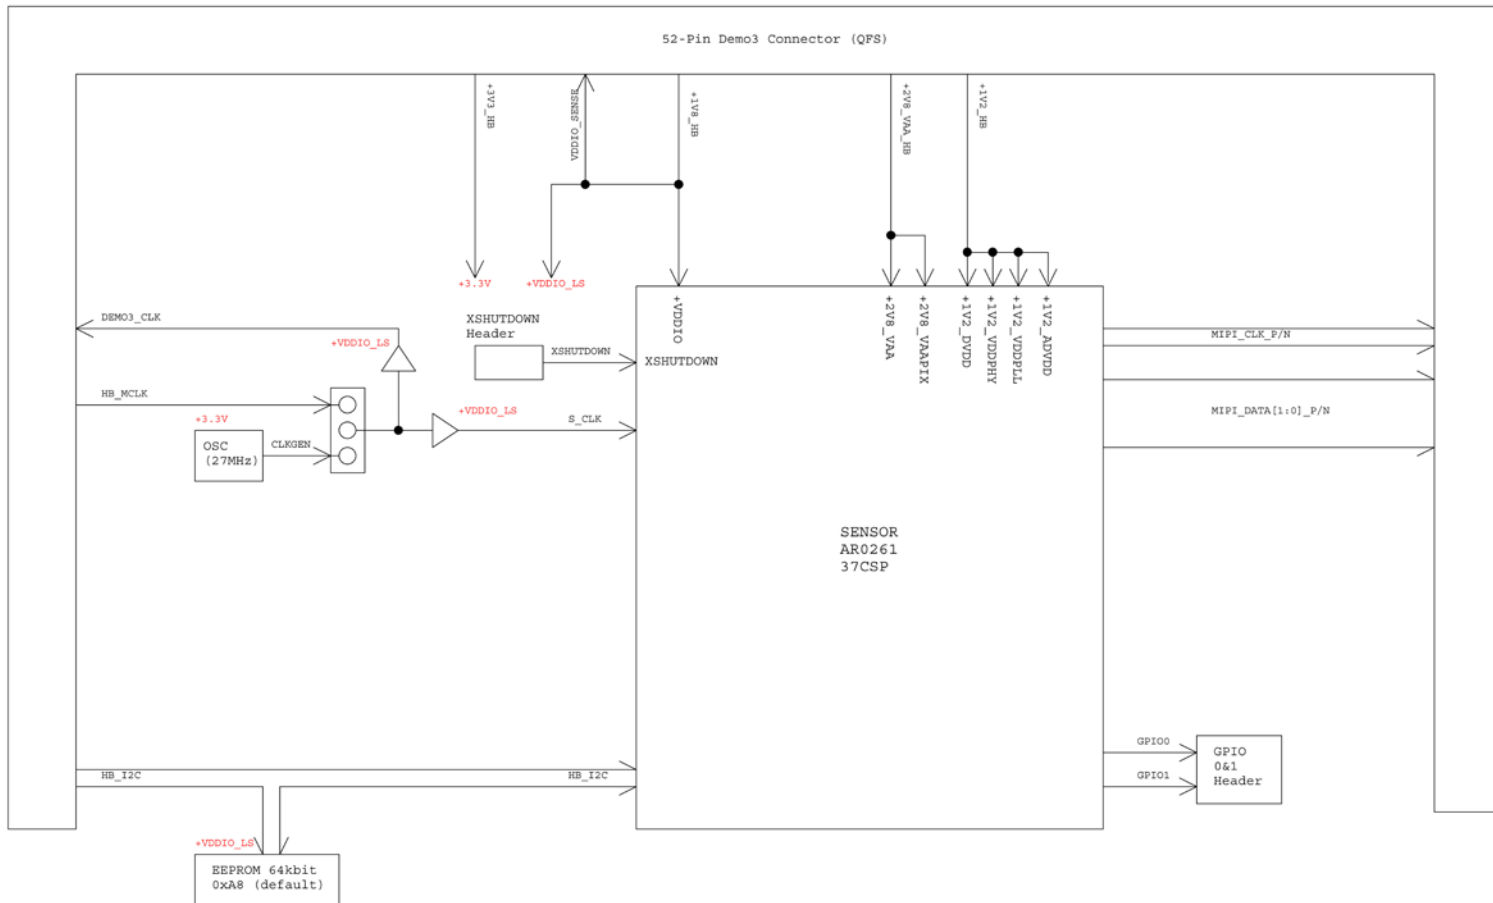 52-Pin Demo3 Connector (QFS)
+3V3_HB
VDDIO_SENSE
+1V8_HB
+2V8_VAA_HB
+1V2_HB
+3.3V
+VDDIO_LS
+VDDIO
+2V8_VAA
+2V8_VAAPIX
+1V2_DVDD
+1V2_VDDPHY
+1V2_VDDPLL
+1V2_ADVDD
DEMO3_CLK
+VDDIO_LS
XSHUTDOWN
Header
XSHUTDOWN
XSHUTDOWN
MIPI_CLK_P/N
HB_MCLK
+3.3V
OSC
(27MHz)
CLKGEN
+VDDIO_LS
S_CLK
MIPI_DATA[1:0]_P/N
SENSOR
AR0261
37CSP
GPIO0
GPIO1
GPIO
0&1
Header
HB_I2C
HB_I2C
+VDDIO_LS
EEPROM 64kbit
0xA8 (default)